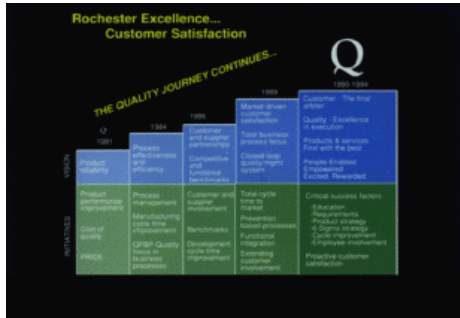 Rochester Excellence...
Customer Satisfaction
THE QUALITY JOURNEY CONTINUES...
Q
1990-1994
Q
1981
1984
1986
1989
VISION
Product
reliability
Process
effectiveness
and
efficiency
Customer
and supplier
partnerships
Competitive
and functional
benchmarks
Market-driven
customer
satisfaction
Total business
process focus
Closed loop
quality mgmt
system
Customer - The final
arbiter
Quality - Excellence
in execution
Products & services
First with the best
People Enabled
Empowered
Excited, Rewarded
INITIATIVES
Product
performance
improvement
Cost of
quality
PRIDE
Process
management
Manufacturing
cycle time
improvement
QFBP Quality
focus in
business
processes
Customer and
supplier
involvement
Benchmarks
Development
cycle time
improvement
Total cycle
time to
market
Prevention
based processes
Functional
integration
Extending
customer
involvement
Critical success factors
-Education
-Requirements
-Product strategy
-6 Sigma strategy
-Cycle improvement
-Employee involvement
Proactive customer
satisfaction